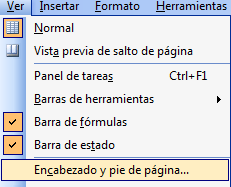 Ver Insertar Formato Herramientas
Normal
Vista previa de salto de página
Panel de tareas Ctrl+F1
Barras de herramientas
Barra de fórmulas
Barra de estado
Encabezado y pie de página...